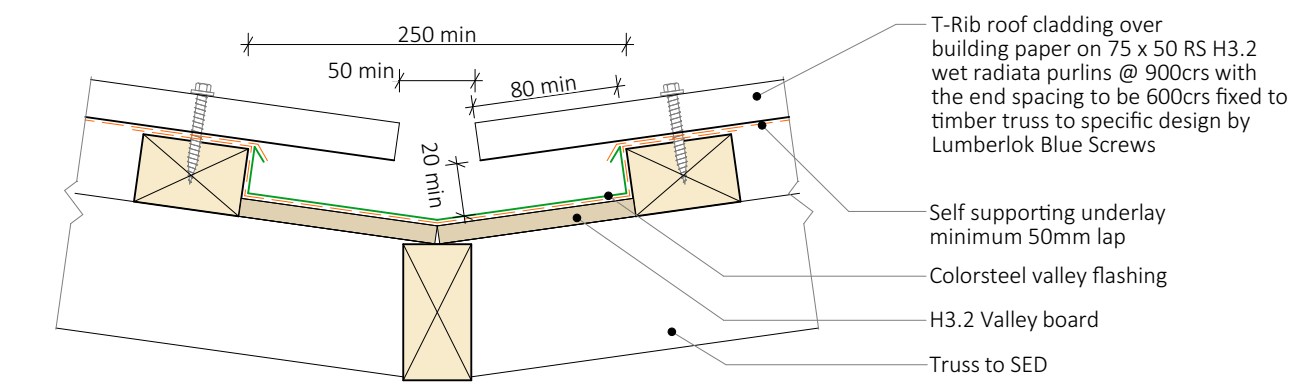 250 min
50 min
80 min
20 min
T-Rib roof cladding over
building paper on 75 x 50 RS H3.2
wet radiata purlins @ 900crs with
the end spacing to be 600crs fixed to
timber truss to specific design by
Lumberlok Blue Screws
Self supporting underlay
minimum 50mm lap
Colorsteel valley flashing
H3.2 Valley board
Truss to SED